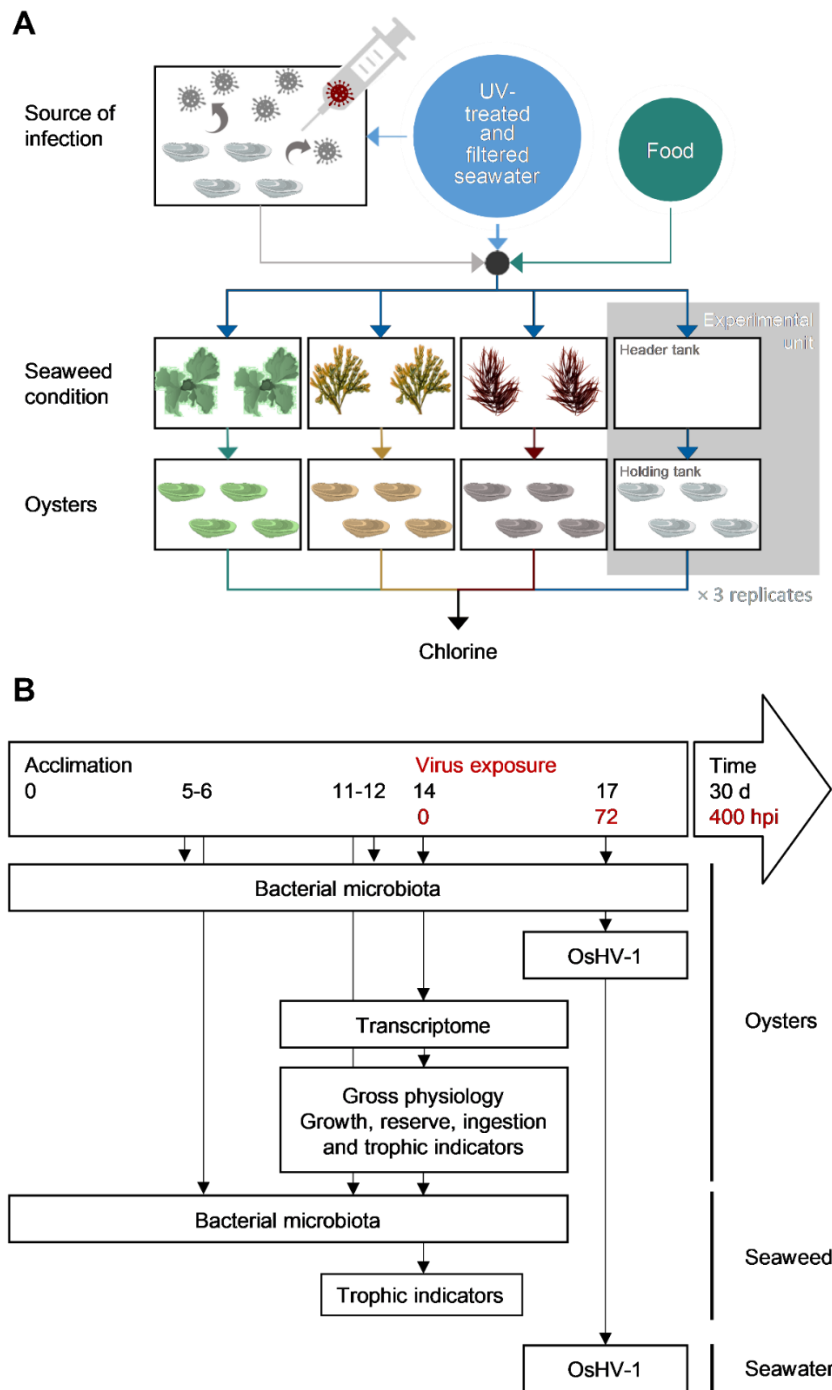 A
Source of
infection
UV-
treated
and
filtered
seawater
Food
Experimental
unit
Seaweed
condition
Header tank
Oysters
Holding tank
× 3 replicates
Chlorine
B
Acclimation
Virus exposure
Time
0
5-6
11-12
14
17
30 d
0
72
400 hpi
Bacterial microbiota
OsHV-1
Transcriptome
Oysters
Gross physiology
Growth, reserve, ingestion
and trophic indicators
Bacterial microbiota
Seaweed
Trophic indicators
OsHV-1
Seawater